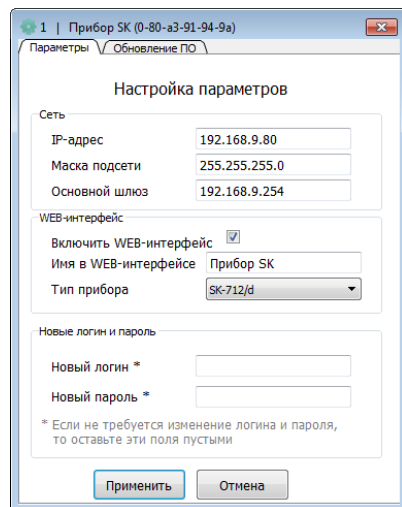 1 | Прибор SK (0-80-a3-91-94-9a)
Параметры Обновление ПО
Настройка параметров
Сеть
IP-адрес 192.168.9.80
Маска подсети 255.255.255.0
Основной шлюз 192.168.9.254
WEB-интерфейс
Включить WEB-интерфейс
Имя в WEB-интерфейсе Прибор SK
Тип прибора SK-712/d
Новые логин и пароль
Новый логин *
Новый пароль *
* Если не требуется изменение логина и пароля,
то оставьте эти поля пустыми
Применить Отмена